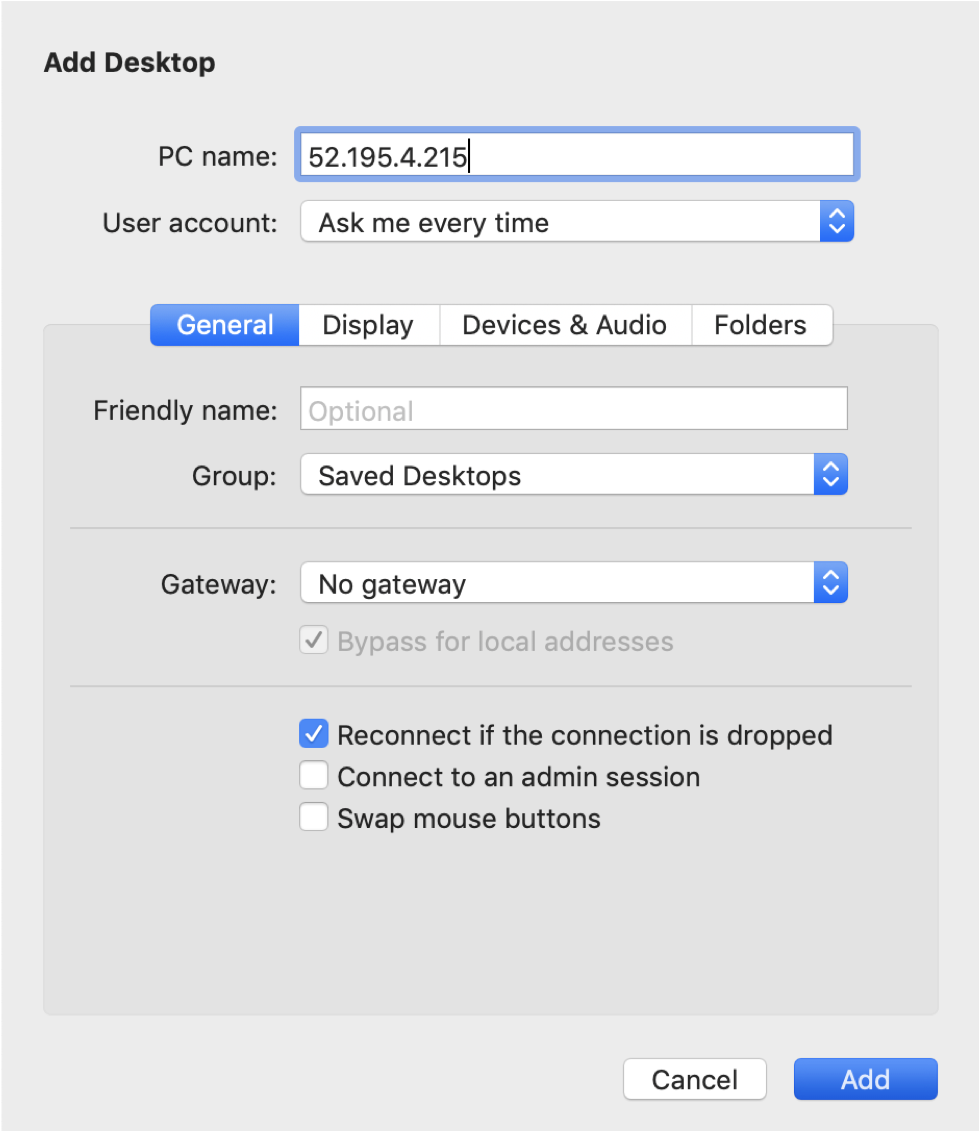 Add Desktop
PC name: 52.195.4.215
User account: Ask me every time
General Display Devices & Audio Folders
Friendly name: Optional
Group: Saved Desktops
Gateway: No gateway
Bypass for local addresses
Reconnect if the connection is dropped
Connect to an admin session
Swap mouse buttons
Cancel Add